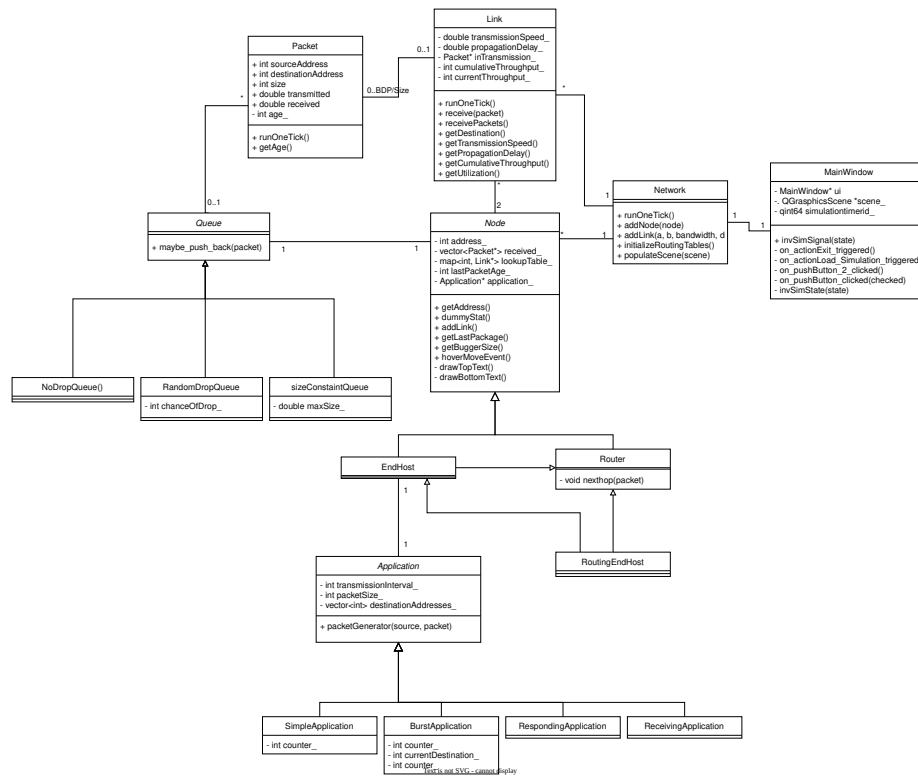 Link
- double transmissionSpeed_
- double propagationDelay_
- Packet* inTransmission_
- int cumulativeThroughput_
- int currentThroughput_
+ runOneTick()
+ receive(packet)
+ receivePackets()
+ getDestination()
+ getTransmissionSpeed()
+ getPropagationDelay()
+ getCumulativeThroughput()
+ getUtilization()
Packet
+ int sourceAddress
+ int destinationAddress
+ int size
+ double transmitted
+ double received
- int age_
+ runOneTick()
+ getAge()
0..1
0..BDP/Size
*
0..1
*
1
*
2
Network
+ runOneTick()
+ addNode(node)
+ addLink(a, b, bandwidth, d
+ initializeRoutingTables()
+ populateScene(scene)
1
1
MainWindow
- MainWindow* ui
-. QGraphicsScene *scene_
- qint64 simulationtimerid_
+ invSimSignal(state)
- on_actionExit_triggered()
- on_actionLoad_Simulation_triggered
- on_pushButton_2_clicked()
- on_pushButton_clicked(checked)
- invSimState(state)
Queue
+ maybe_push_back(packet)
1
1
Node
- int address_
- vector<Packet*> received_
- map<int, Link*> lookupTable_
- int lastPacketAge_
- Application* application_
+ getAddress()
+ dummyStat()
+ addLink()
+ getLastPackage()
+ getBuggerSize()
+ hoverMoveEvent()
- drawTopText()
- drawBottomText()
*
1
NoDropQueue()
RandomDropQueue
- int chanceOfDrop_
sizeConstaintQueue
- double maxSize_
EndHost
Router
- void nexthop(packet)
1
1
RoutingEndHost
Application
- int transmissionInterval_
- int packetSize_
- vector<int> destinationAddresses_
+ packetGenerator(source, packet)
SimpleApplication
- int counter_
BurstApplication
- int counter_
- int currentDestination_
- int counter_
RespondingApplication
ReceivingApplication
Text is not SVG - cannot display